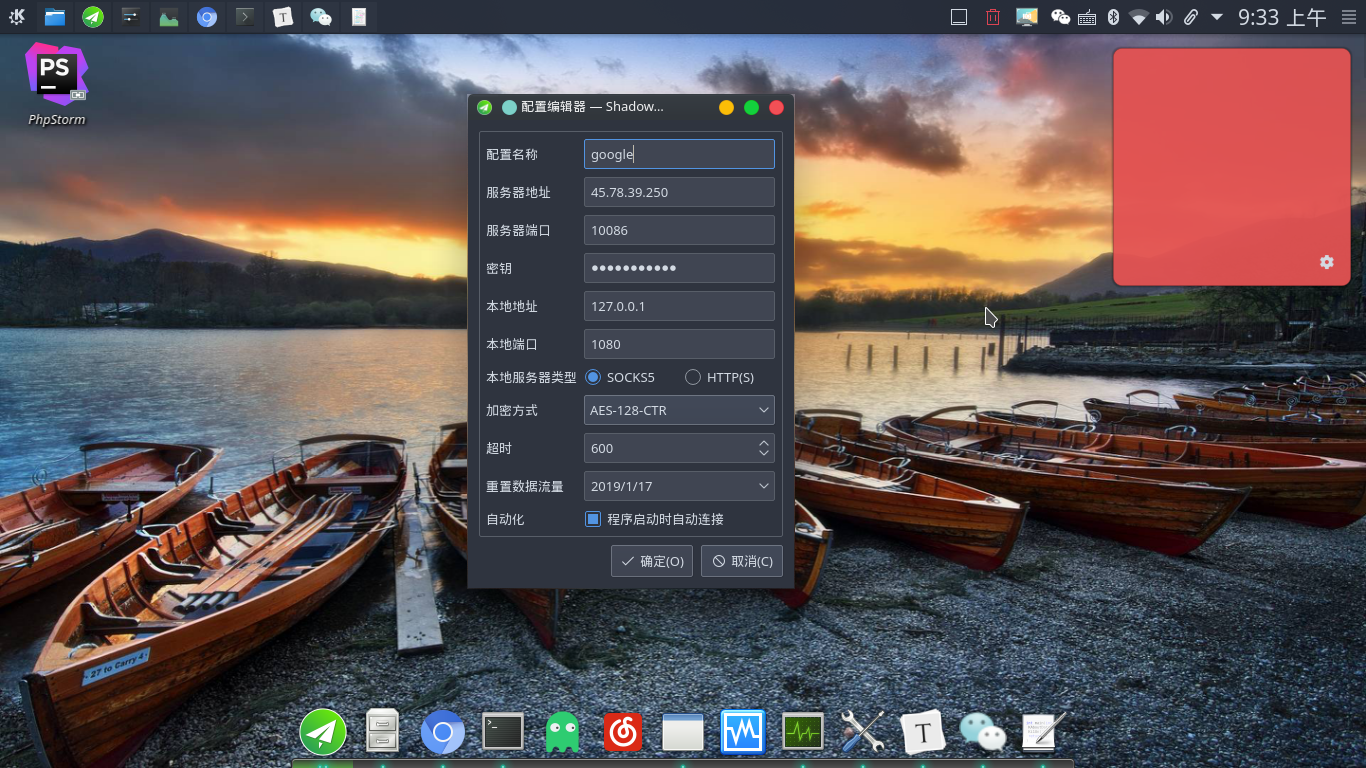 9:33 上午
PS
PhpStorm
配置编辑器 — Shadow...
配置名称 google
服务器地址 45.78.39.250
服务器端口 10086
密钥 ●●●●●●●●●●●
本地地址 127.0.0.1
本地端口 1080
本地服务器类型 SOCKS5 HTTP(S)
加密方式 AES-128-CTR
超时 600
重置数据流量 2019/1/17
自动化 程序启动时自动连接
确定(O) 取消(C)
27 to Carry 4
T
T